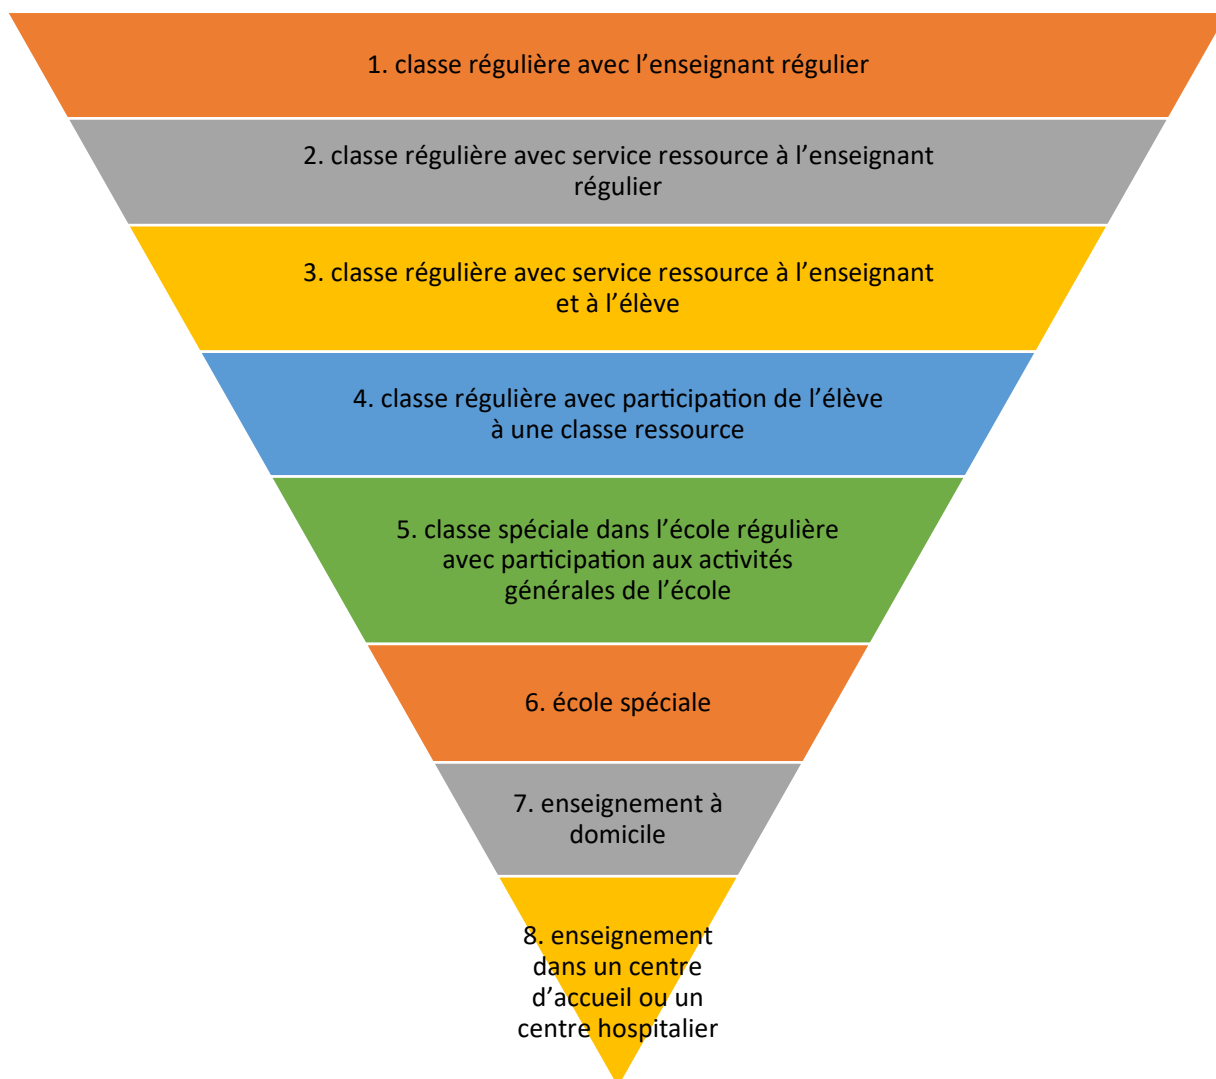 1. classe régulière avec l’enseignant régulier
2. classe régulière avec service ressource à l’enseignant
régulier
3. classe régulière avec service ressource à l’enseignant
et à l’élève
4. classe régulière avec participation de l’élève
à une classe ressource
5. classe spéciale dans l’école régulière
avec participation aux activités
générales de l’école
6. école spéciale
7. enseignement à
domicile
8. enseignement
dans un centre
d’accueil ou un
centre hospitalier